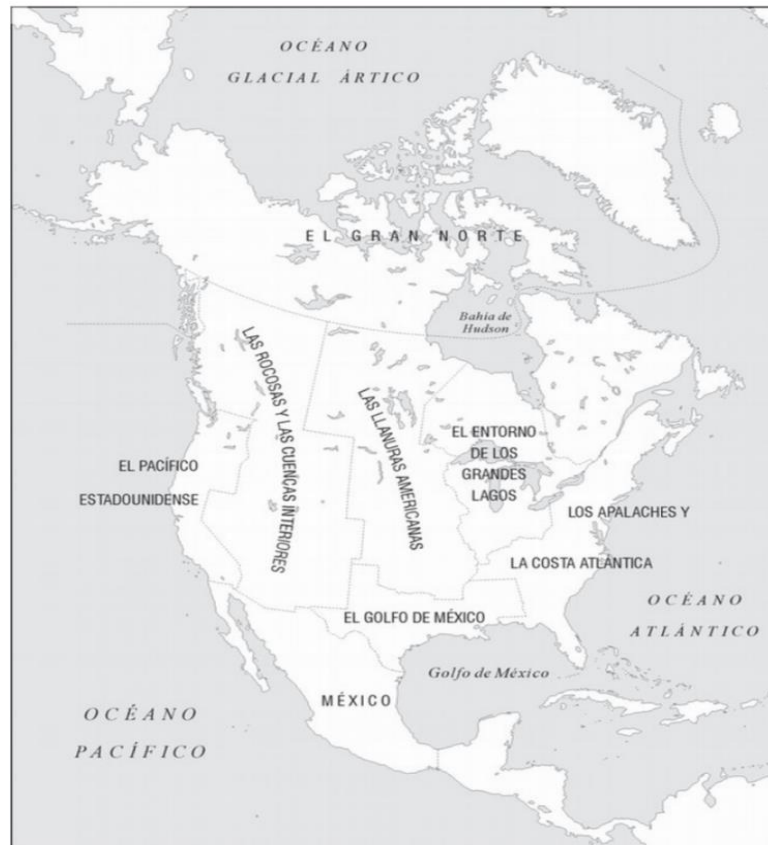 OCÉANO
GLACIAL ÁRTICO
EL GRAN NORTE
Bahía de
Hudson
LAS ROCOSAS Y LAS CUENCAS INTERIORES
LAS LLANURAS AMERICANAS
EL ENTORNO
DE LOS
GRANDES
LAGOS
EL PACÍFICO
ESTADOUNIDENSE
LOS APALACHES Y
LA COSTA ATLÁNTICA
OCÉANO
ATLÁNTICO
EL GOLFO DE MÉXICO
Golfo de México
MÉXICO
OCÉANO
PACÍFICO